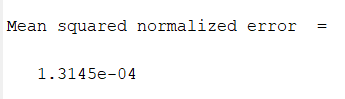 Mean squared normalized error  =
1.3145e-04